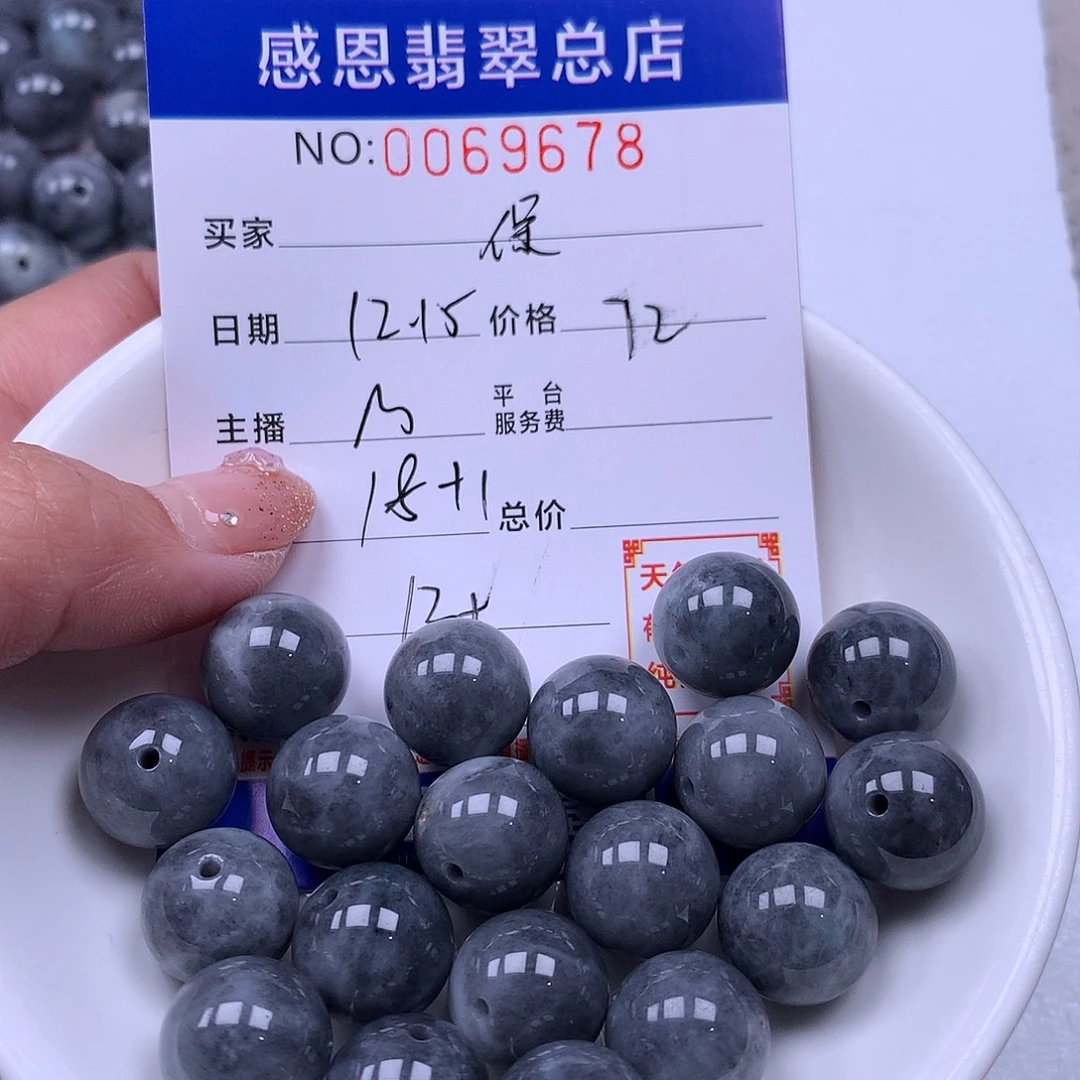 感恩翡翠总店
NO:0069678
买家 保
日期 12.15 价格 72
主播 平台服务费
18+1 总价
12+